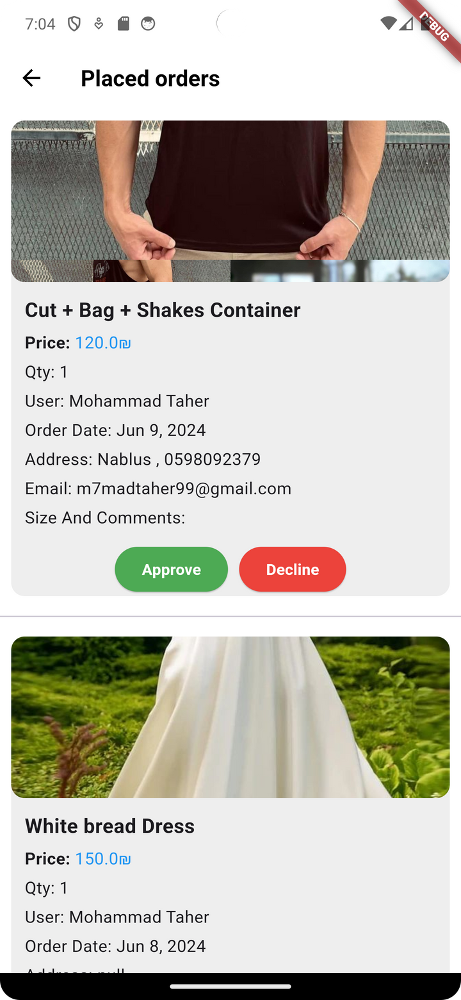 7:04
DEBUG
Placed orders
Cut + Bag + Shakes Container
Price: 120.0₪
Qty: 1
User: Mohammad Taher
Order Date: Jun 9, 2024
Address: Nablus , 0598092379
Email: m7madtaher99@gmail.com
Size And Comments:
Approve Decline
White bread Dress
Price: 150.0₪
Qty: 1
User: Mohammad Taher
Order Date: Jun 8, 2024
Address: null